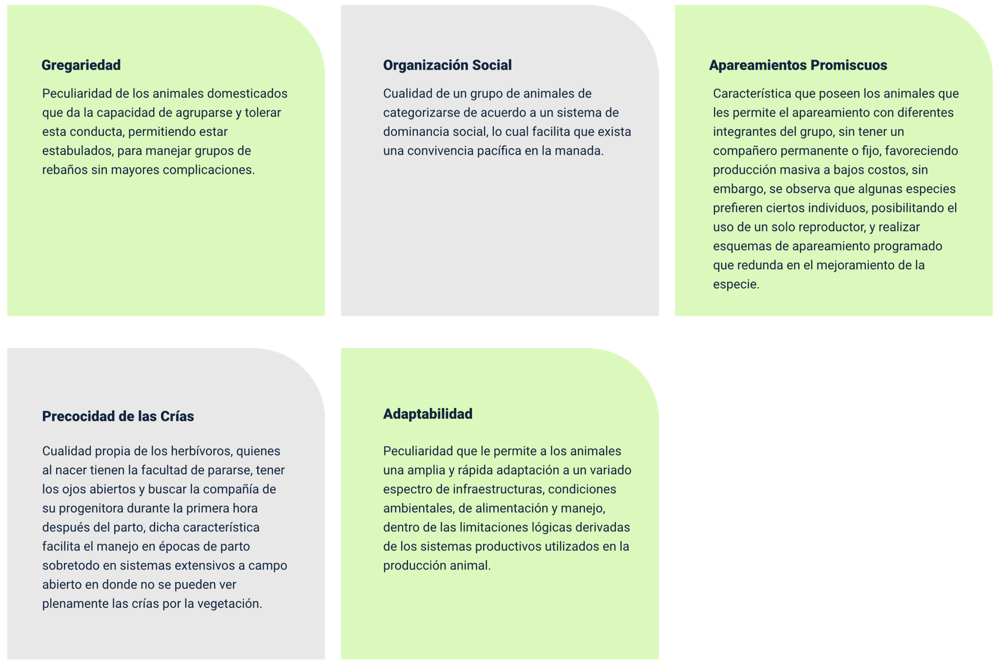 Gregariedad
Peculiaridad de los animales domesticados
que da la capacidad de agruparse y tolerar
esta conducta, permitiendo estar
estabulados, para manejar grupos de
rebaños sin mayores complicaciones.
Organización Social
Cualidad de un grupo de animales de
categorizarse de acuerdo a un sistema de
dominancia social, lo cual facilita que exista
una convivencia pacífica en la manada.
Apareamientos Promiscuos
Característica que poseen los animales que
les permite el apareamiento con diferentes
integrantes del grupo, sin tener un
compañero permanente o fijo, favoreciendo
producción masiva a bajos costos, sin
embargo, se observa que algunas especies
prefieren ciertos individuos, posibilitando el
uso de un solo reproductor, y realizar
esquemas de apareamiento programado
que redunda en el mejoramiento de la
especie.
Precocidad de las Crías
Cualidad propia de los herbívoros, quienes
al nacer tienen la facultad de pararse, tener
los ojos abiertos y buscar la compañía de
su progenitora durante la primera hora
después del parto, dicha característica
facilita el manejo en épocas de parto
sobretodo en sistemas extensivos a campo
abierto en donde no se pueden ver
plenamente las crías por la vegetación.
Adaptabilidad
Peculiaridad que le permite a los animales
una amplia y rápida adaptación a un variado
espectro de infraestructuras, condiciones
ambientales, de alimentación y manejo,
dentro de las limitaciones lógicas derivadas
de los sistemas productivos utilizados en la
producción animal.